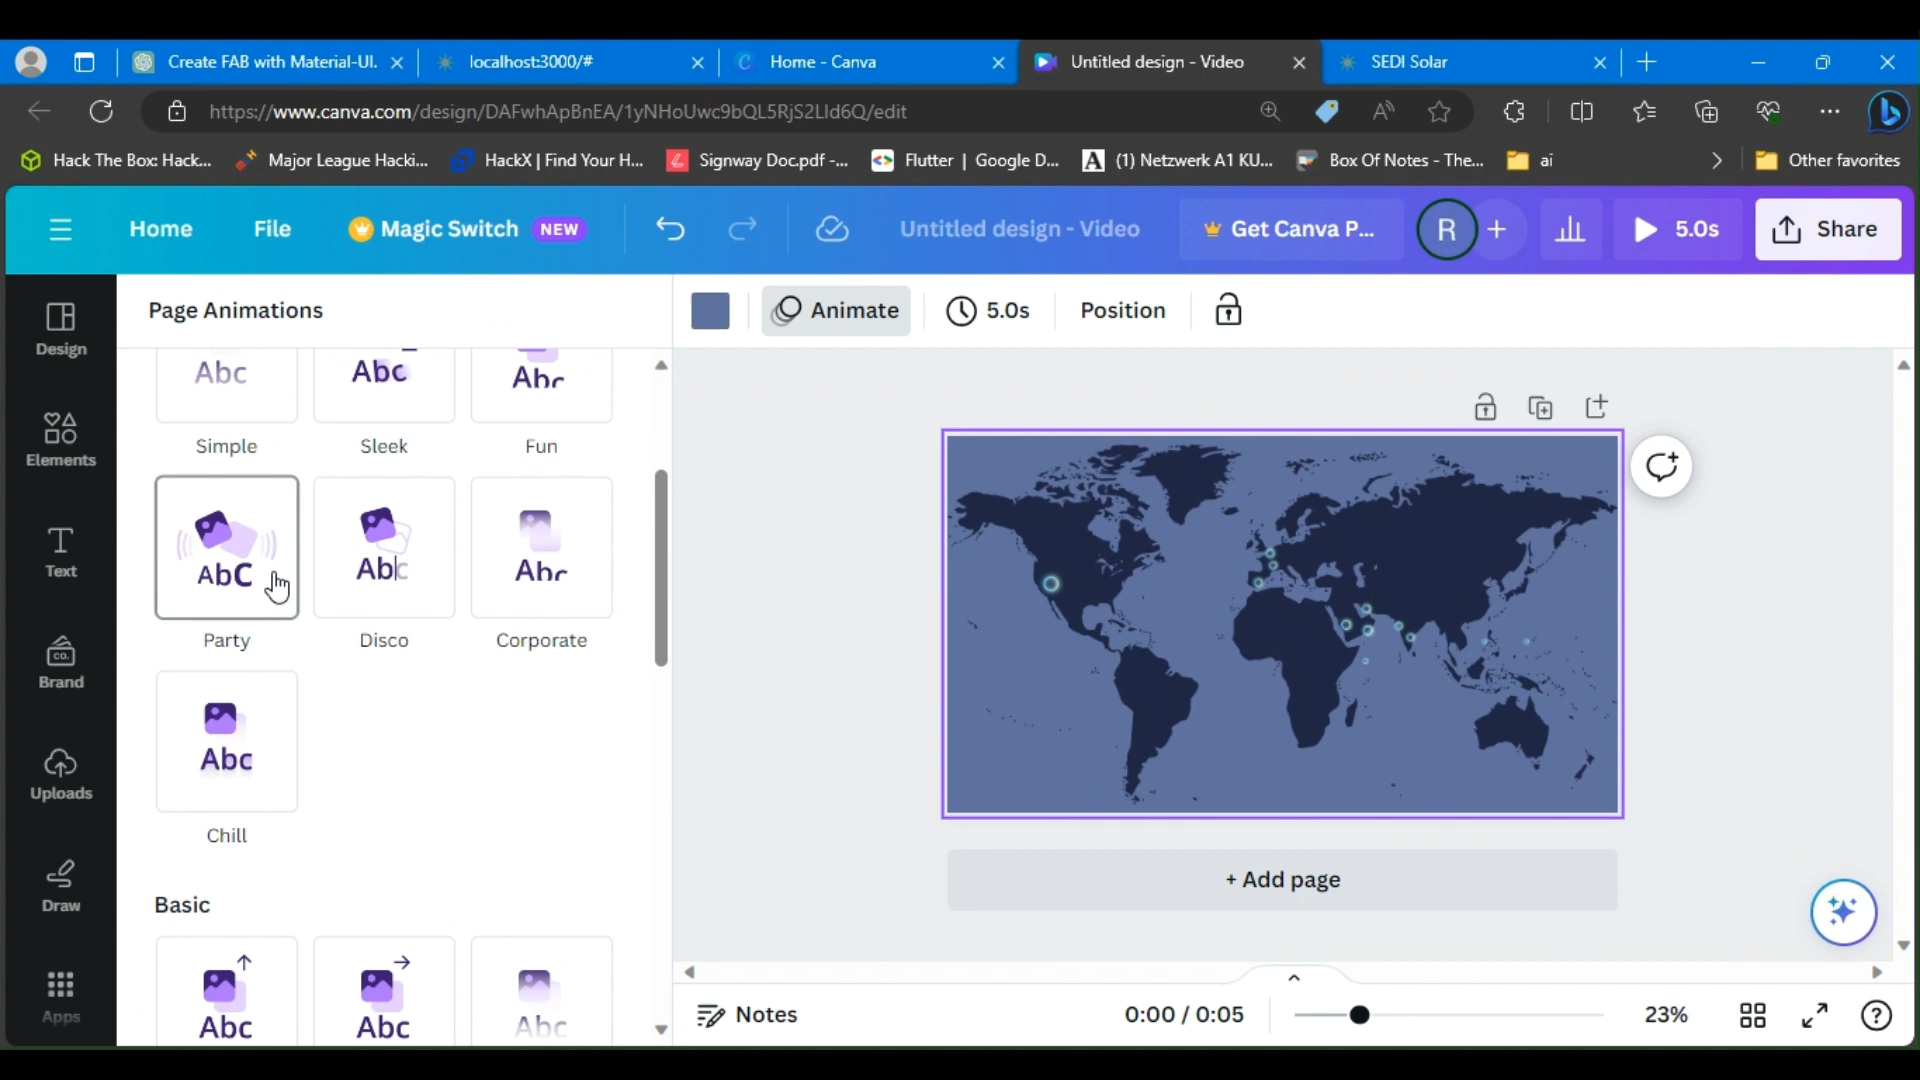 Create FAB with Material-UI.
localhost:3000/#
Home - Canva
Untitled design - Video
SEDI Solar
https://www.canva.com/design/DAFwhApBnEA/1yNHoUwc9bQL5RjS2LId6Q/edit
Hack The Box: Hack...
Major League Hacki...
HackX | Find Your H...
Signway Doc.pdf -...
Flutter | Google D...
A (1) Netzwerk A1 KU...
Box Of Notes - The...
ai
Other favorites
Home
File
Magic Switch NEW
Untitled design - Video
Get Canva P...
R
5.0s
Share
Page Animations
Animate
5.0s
Position
Design
Elements
Text
Brand
Uploads
Draw
Apps
Abc
Abc
Abc
Simple
Sleek
Fun
AbC
Abc
Abc
Party
Disco
Corporate
Abc
Chill
Basic
Abc
Abc
Abc
+ Add page
Notes
0:00 / 0:05
23%